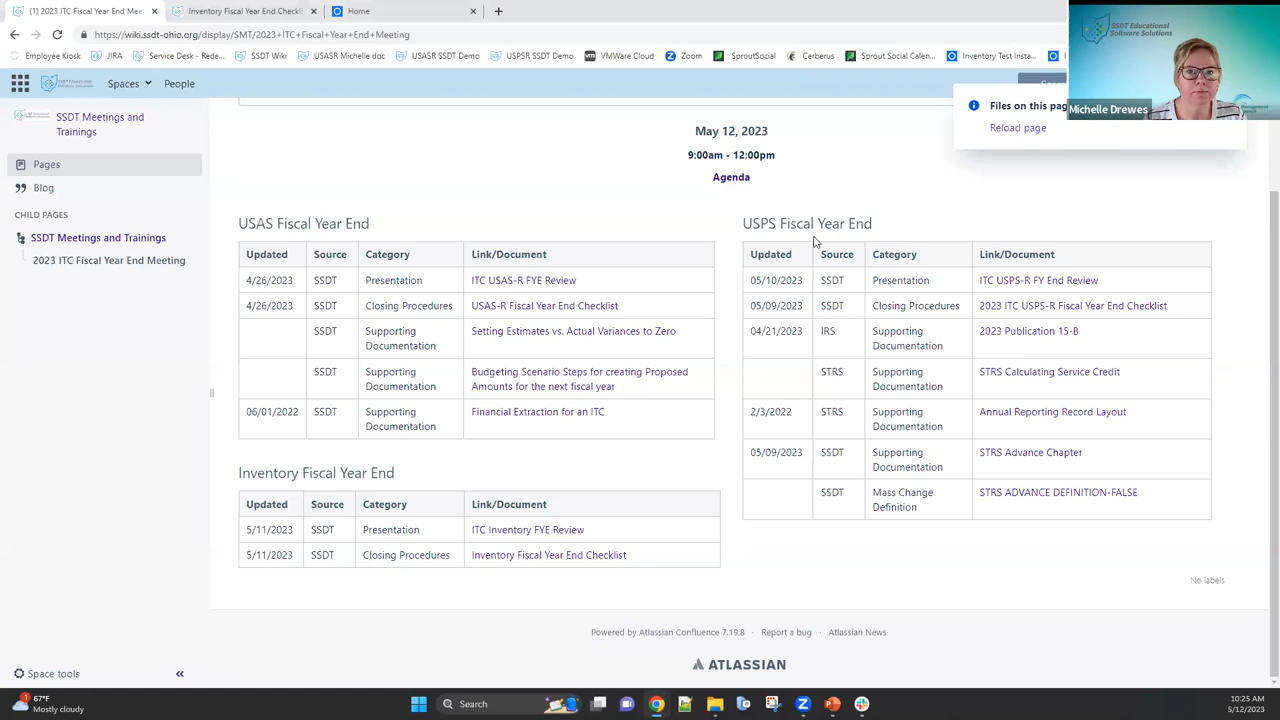 (1) 2023 ITC Fiscal Year End Mee
Inventory Fiscal Year End Checkli
Home
https://wiki.ssdt-ohio.org/display/SMT/2023+ITC+Fiscal+Year+End+Meeting
Employee Kiosk
JIRA
Service Desk - Rede...
SSDT Wiki
USASR Michelle doc
USASR SSDT Demo
USPSR SSDT Demo
vm
VMWare Cloud
Zoom
SproutSocial
Cerberus
Sprout Social Calen...
Inventory Test Insta...
SSDT Educational
Software Solutions
Michelle Drewes
Spaces
People
Files on this pag
Reload page
SSDT Meetings and
Trainings
Pages
Blog
CHILD PAGES
SSDT Meetings and Trainings
2023 ITC Fiscal Year End Meeting
May 12, 2023
9:00am - 12:00pm
Agenda
USAS Fiscal Year End
Updated Source Category Link/Document
4/26/2023 SSDT Presentation ITC USAS-R FYE Review
4/26/2023 SSDT Closing Procedures USAS-R Fiscal Year End Checklist
SSDT Supporting Setting Estimates vs. Actual Variances to Zero
Documentation
SSDT Supporting Budgeting Scenario Steps for creating Proposed
Documentation Amounts for the next fiscal year
06/01/2022 SSDT Supporting Financial Extraction for an ITC
Documentation
Inventory Fiscal Year End
Updated Source Category Link/Document
5/11/2023 SSDT Presentation ITC Inventory FYE Review
5/11/2023 SSDT Closing Procedures Inventory Fiscal Year End Checklist
USPS Fiscal Year End
Updated Source Category Link/Document
05/10/2023 SSDT Presentation ITC USPS-R FY End Review
05/09/2023 SSDT Closing Procedures 2023 ITC USPS-R Fiscal Year End Checklist
04/21/2023 IRS Supporting 2023 Publication 15-B
Documentation
STRS Supporting STRS Calculating Service Credit
Documentation
2/3/2022 STRS Supporting Annual Reporting Record Layout
Documentation
05/09/2023 SSDT Supporting STRS Advance Chapter
Documentation
SSDT Mass Change STRS ADVANCE DEFINITION-FALSE
Definition
No labels
Powered by Atlassian Confluence 7.19.8 · Report a bug · Atlassian News
ATLASSIAN
Space tools
1
67°F
Mostly cloudy
Search
10:25 AM
5/12/2023